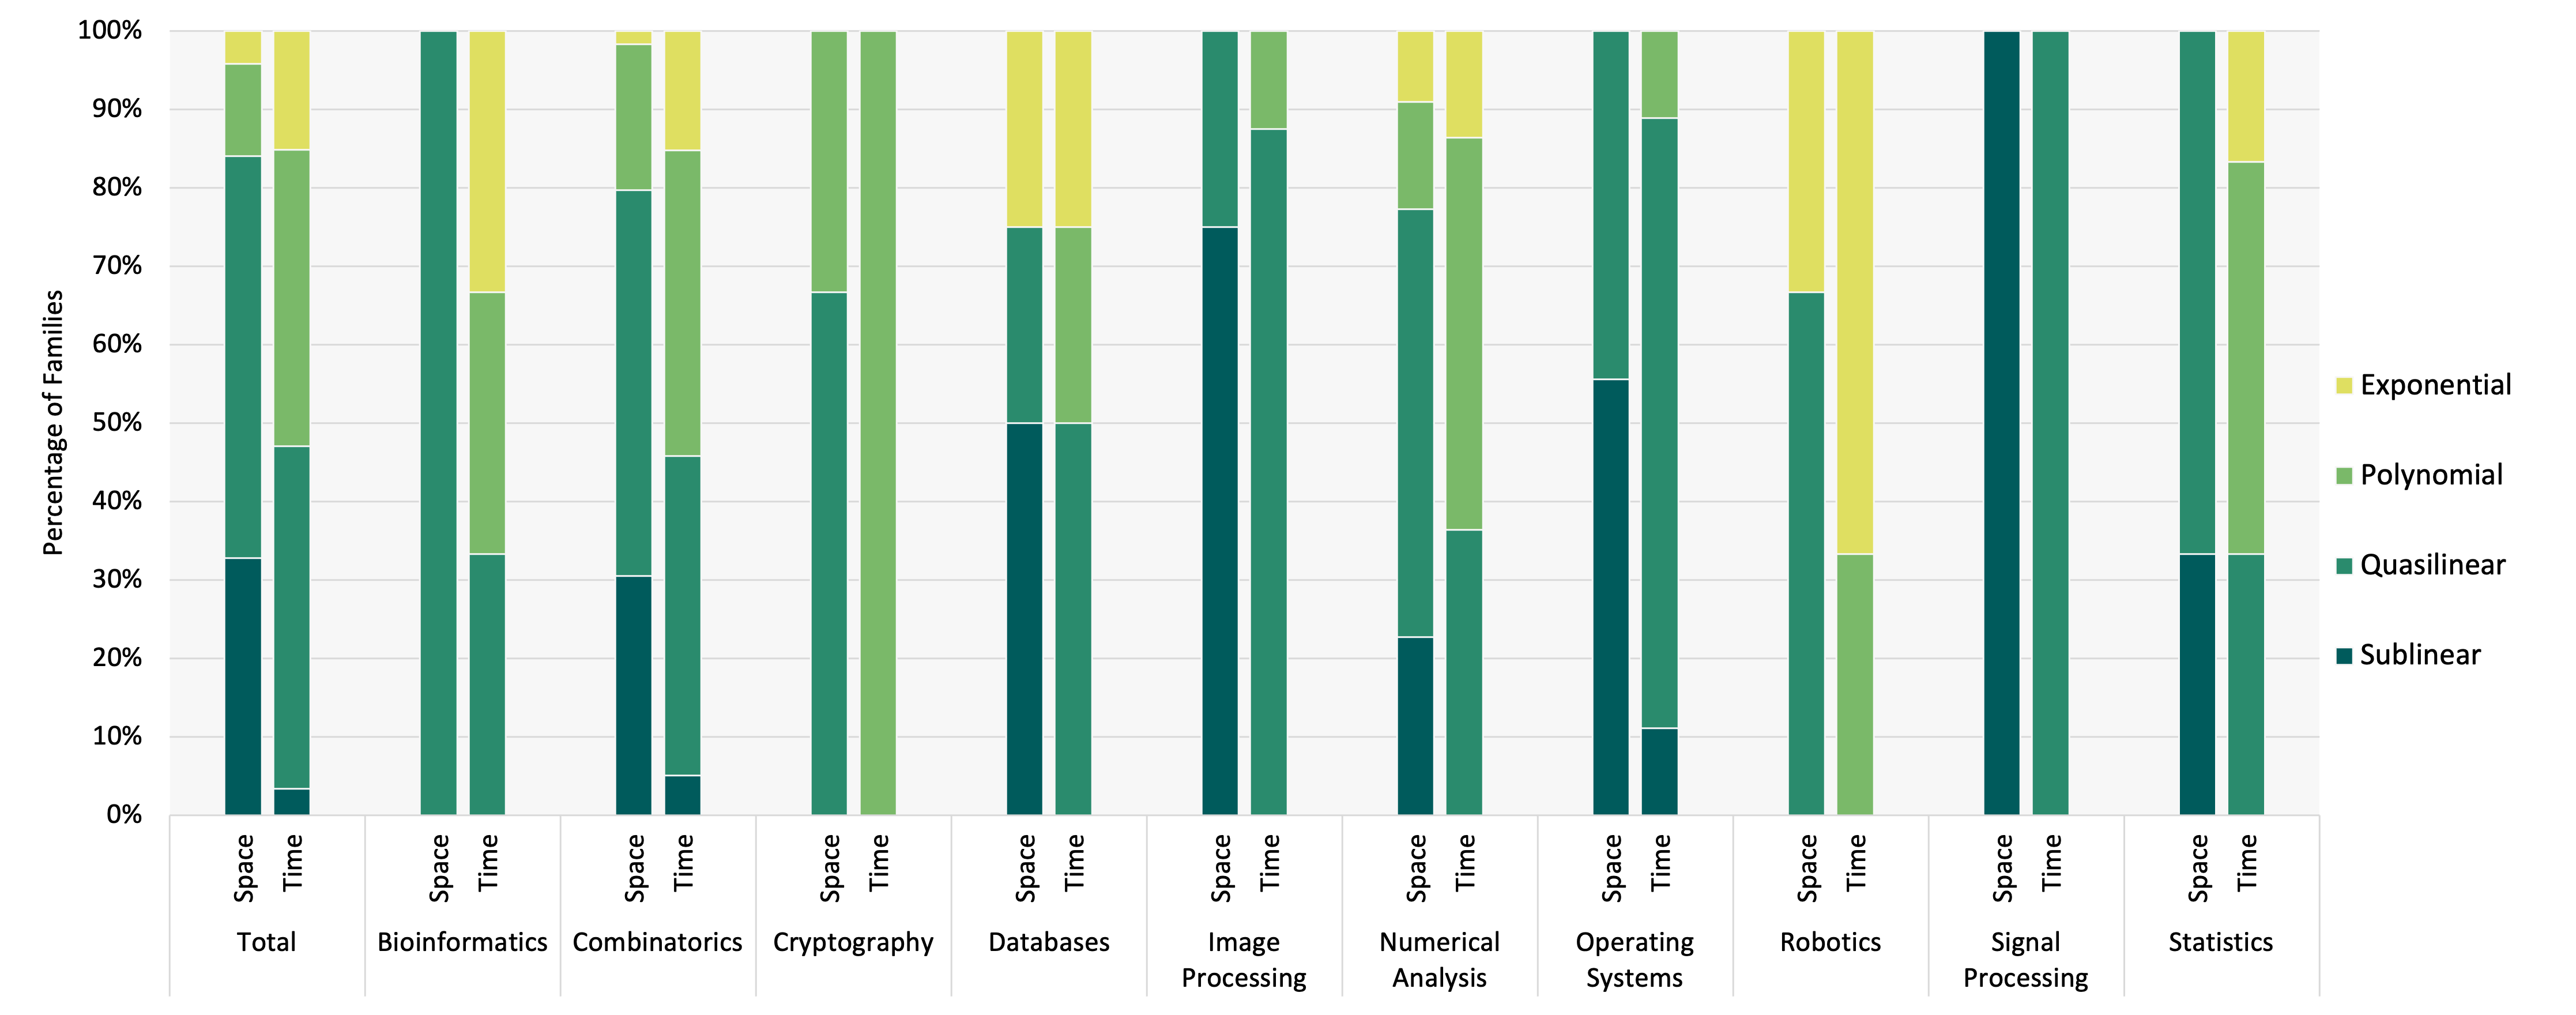 100%
90%
80%
70%
60%
50%
40%
30%
20%
10%
0%
Percentage of Families
Space
Time
Space
Time
Space
Time
Space
Time
Space
Time
Space
Time
Space
Time
Space
Time
Space
Time
Space
Time
Space
Time
Total
Bioinformatics
Combinatorics
Cryptography
Databases
Image
Processing
Numerical
Analysis
Operating
Systems
Robotics
Signal
Processing
Statistics
Exponential
Polynomial
Quasilinear
Sublinear